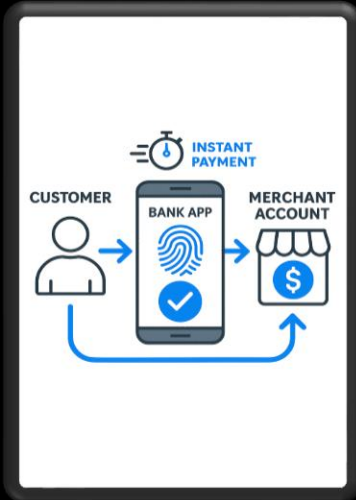 INSTANT
PAYMENT
CUSTOMER
BANK APP
MERCHANT
ACCOUNT
$